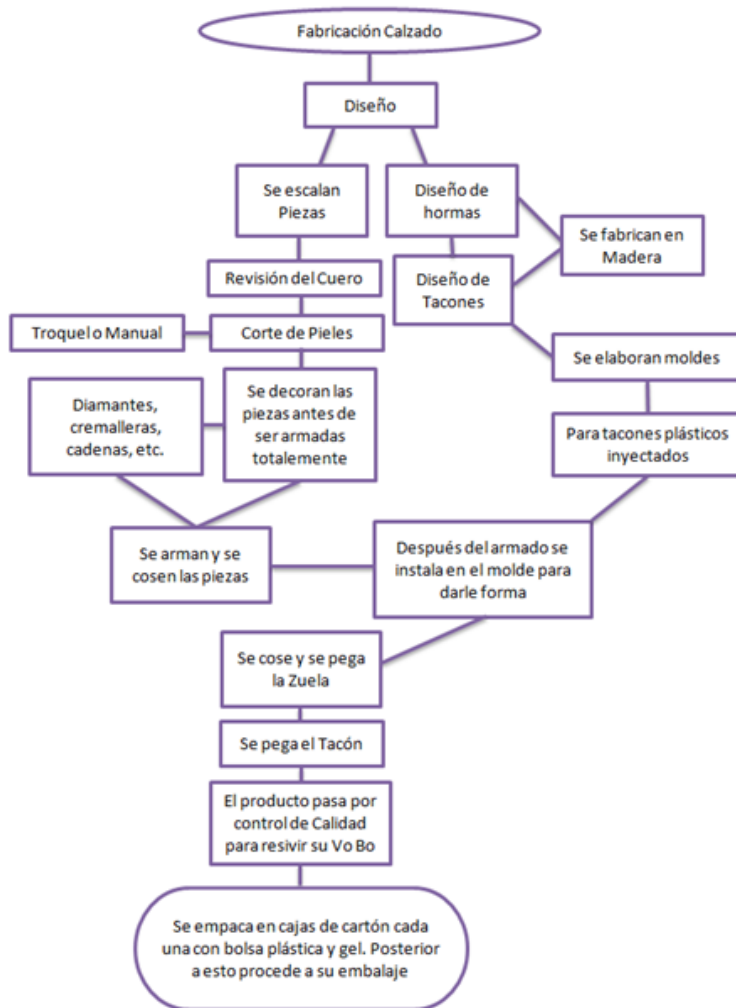 Fabricación Calzado
Diseño
Se escalan
Piezas
Diseño de
hormas
Se fabrican en
Madera
Revisión del Cuero
Diseño de
Tacones
Troquel o Manual
Corte de Pieles
Se elaboran moldes
Diamantes,
cremalleras,
cadenas, etc.
Se decoran las
piezas antes de
ser armadas
totalemente
Para tacones plásticos
inyectados
Se arman y se
cosen las piezas
Después del armado se
instala en el molde para
darle forma
Se cose y se pega
la Zuela
Se pega el Tacón
El producto pasa por
control de Calidad
para resivir su Vo Bo
Se empaca en cajas de cartón cada
una con bolsa plástica y gel. Posterior
a esto procede a su embalaje